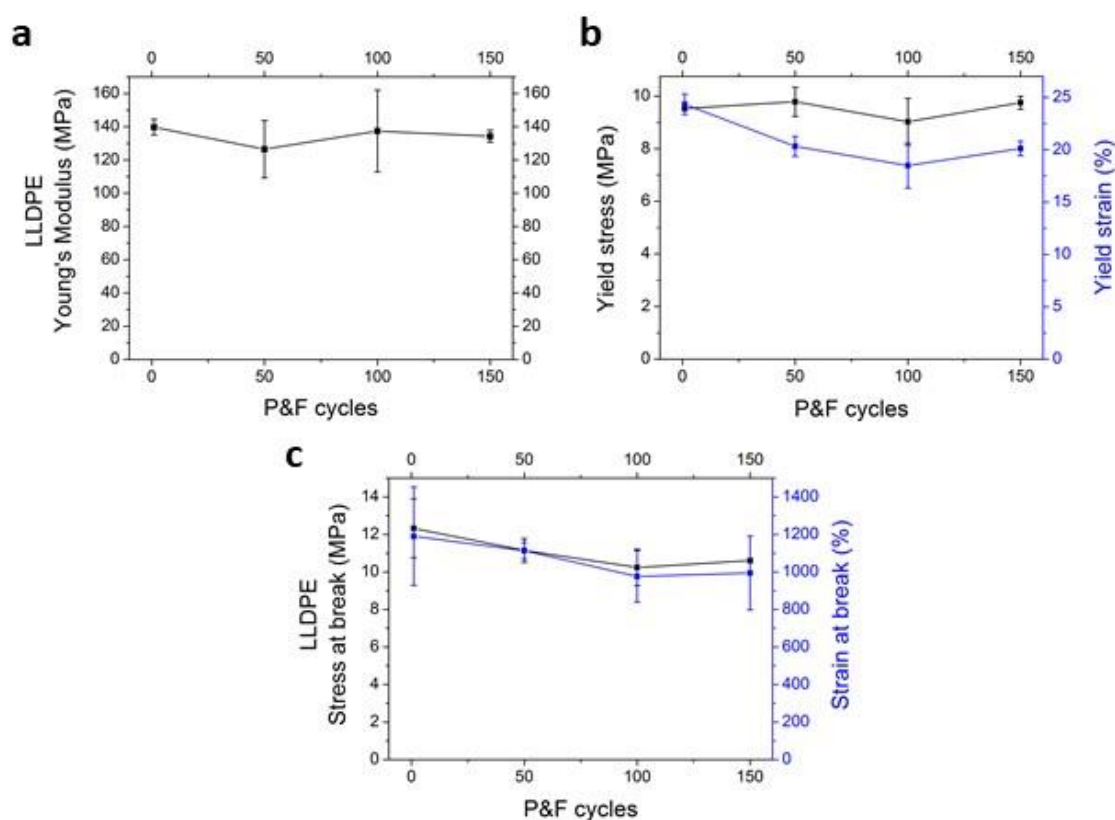 a
0 50 100 150
160 160
140 140
120 120
100 100
80 80
60 60
40 40
20 20
0 0
0 50 100 150
P&F cycles
LLDPE
Young's Modulus (MPa)
b
0 50 100 150
10 25
8 20
6 15
4 10
2 5
0 0
0 50 100 150
P&F cycles
Yield stress (MPa)
Yield strain (%)
c
0 50 100 150
14 1400
12 1200
10 1000
8 800
6 600
4 400
2 200
0 0
0 50 100 150
P&F cycles
LLDPE
Stress at break (MPa)
Strain at break (%)